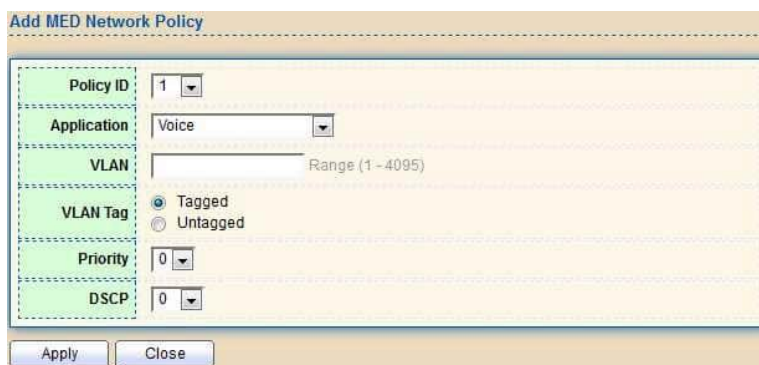 Add MED Network Policy
Policy ID 1
Application Voice
VLAN Range (1 - 4095)
VLAN Tag Tagged
Untagged
Priority 0
DSCP 0
Apply Close